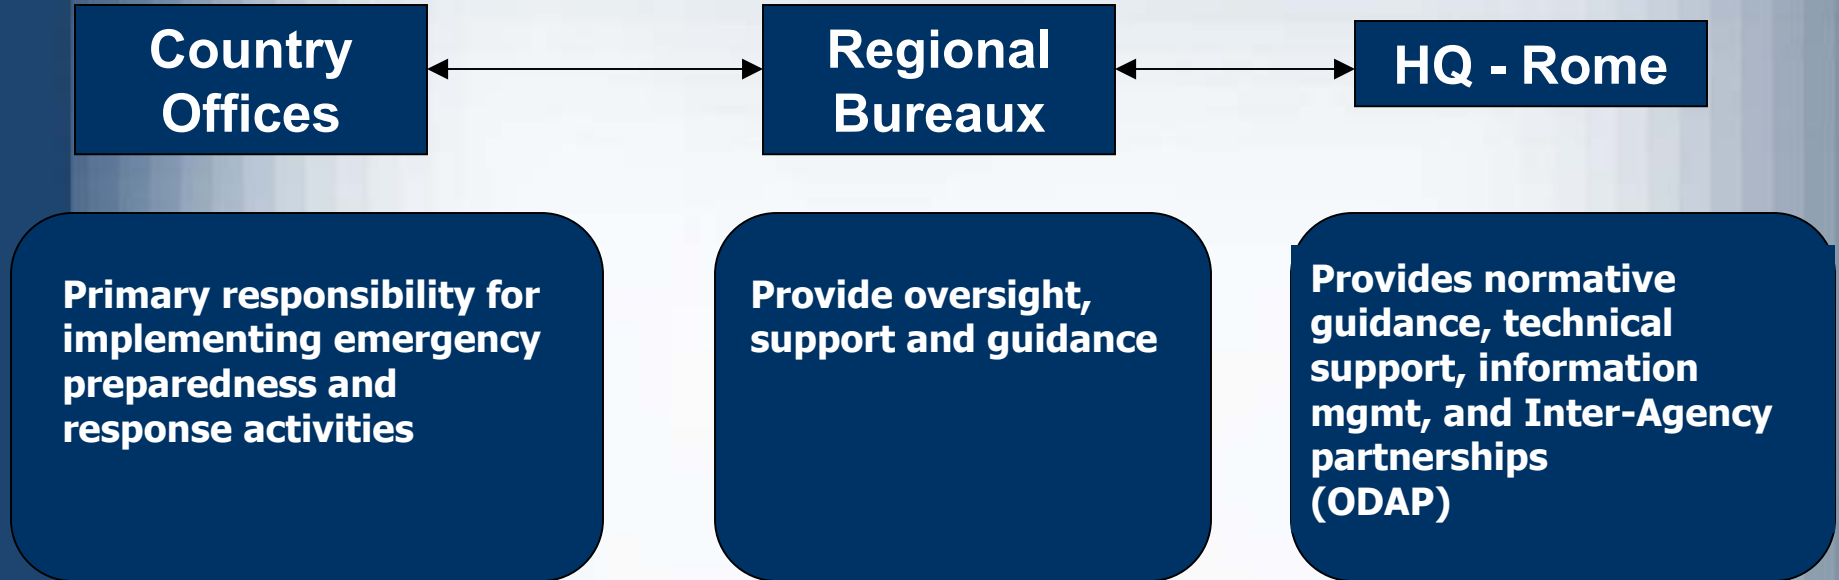 Country
Offices
Regional
Bureaux
HQ - Rome
Primary responsibility for
implementing emergency
preparedness and
response activities
Provide oversight,
support and guidance
Provides normative
guidance, technical
support, information
mgmt, and Inter-Agency
partnerships
(ODAP)